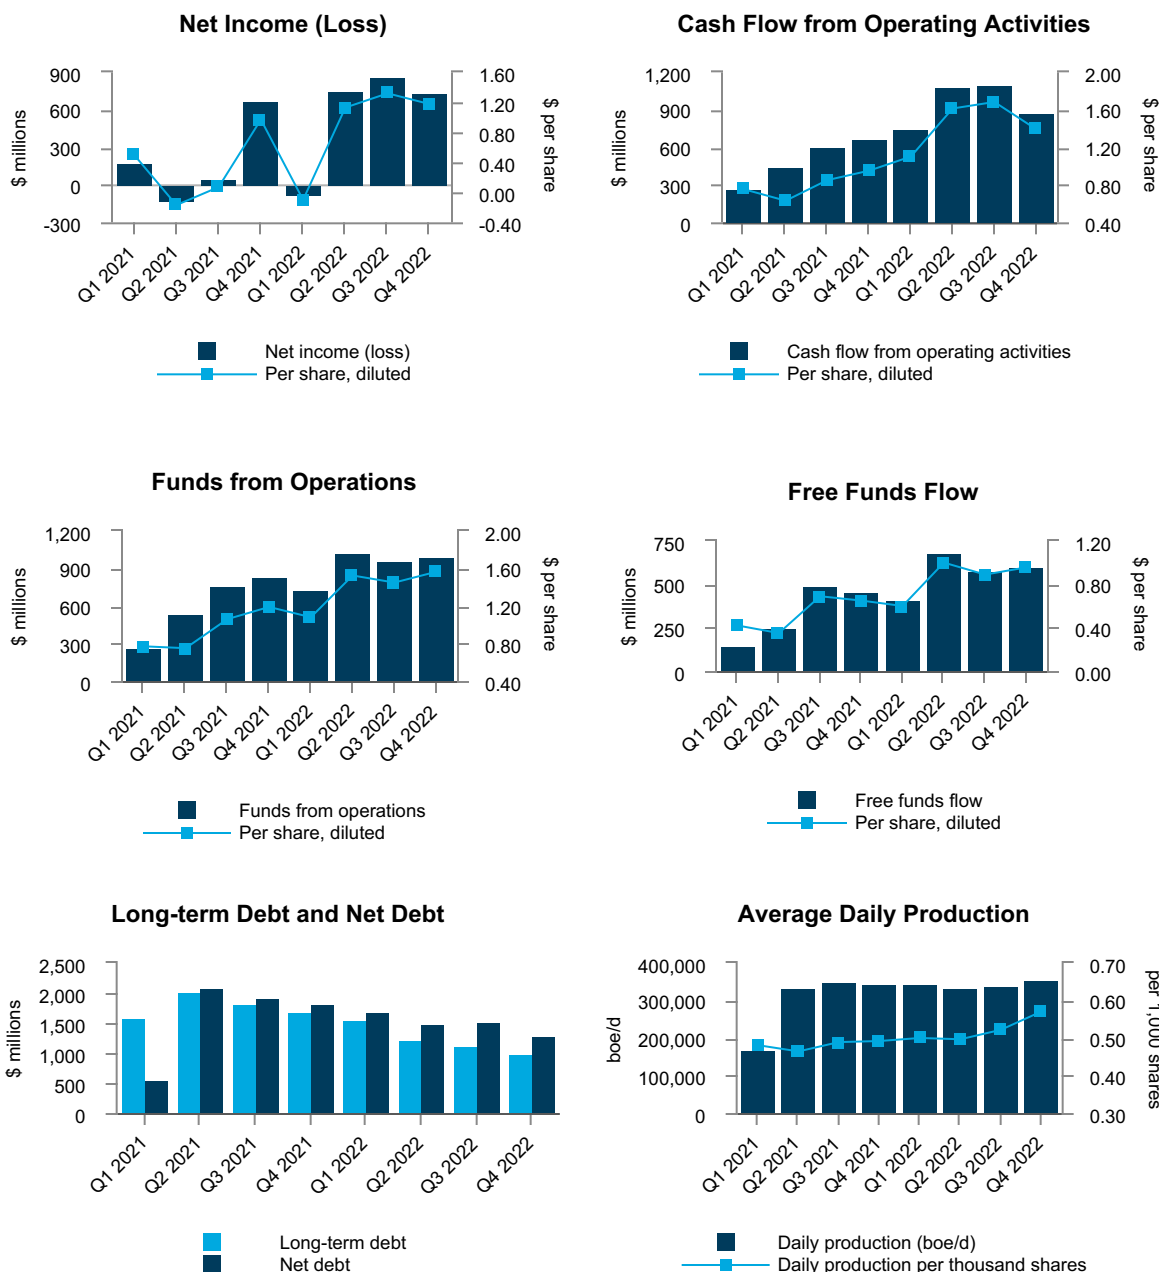 Net Income (Loss)
$ millions
900
600
300
0
-300
1.60
1.20
0.80
0.40
0.00
-0.40
$ per share
Q1 2021
Q2 2021
Q3 2021
Q4 2021
Q1 2022
Q2 2022
Q3 2022
Q4 2022
Net income (loss)
Per share, diluted
Cash Flow from Operating Activities
$ millions
1,200
900
600
300
0
2.00
1.60
1.20
0.80
0.40
$ per share
Q1 2021
Q2 2021
Q3 2021
Q4 2021
Q1 2022
Q2 2022
Q3 2022
Q4 2022
Cash flow from operating activities
Per share, diluted
Funds from Operations
$ millions
1,200
900
600
300
0
2.00
1.60
1.20
0.80
0.40
$ per share
Q1 2021
Q2 2021
Q3 2021
Q4 2021
Q1 2022
Q2 2022
Q3 2022
Q4 2022
Funds from operations
Per share, diluted
Free Funds Flow
$ millions
750
500
250
0
1.20
0.80
0.40
0.00
$ per share
Q1 2021
Q2 2021
Q3 2021
Q4 2021
Q1 2022
Q2 2022
Q3 2022
Q4 2022
Free funds flow
Per share, diluted
Long-term Debt and Net Debt
$ millions
2,500
2,000
1,500
1,000
500
0
Q1 2021
Q2 2021
Q3 2021
Q4 2021
Q1 2022
Q2 2022
Q3 2022
Q4 2022
Long-term debt
Net debt
Average Daily Production
boe/d
400,000
300,000
200,000
100,000
0
0.70
0.60
0.50
0.40
0.30
per 1,000 shares
Q1 2021
Q2 2021
Q3 2021
Q4 2021
Q1 2022
Q2 2022
Q3 2022
Q4 2022
Daily production (boe/d)
Daily production per thousand shares